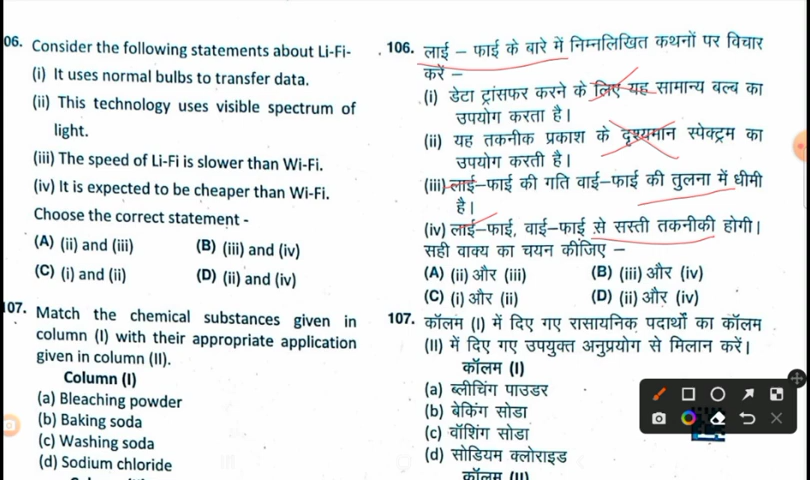 06. Consider the following statements about Li-Fi-
(i) It uses normal bulbs to transfer data.
(ii) This technology uses visible spectrum of
light.
(iii) The speed of Li-Fi is slower than Wi-Fi.
(iv) It is expected to be cheaper than Wi-Fi.
Choose the correct statement -
(A) (ii) and (iii) (B) (iii) and (iv)
(C) (i) and (ii) (D) (ii) and (iv)
107. Match the chemical substances given in
column (I) with their appropriate application
given in column (II).
Column (I)
(a) Bleaching powder
(b) Baking soda
(c) Washing soda
(d) Sodium chloride
106. लाई – फाई के बारे में निम्नलिखित कथनों पर विचार
करें –
(i) डेटा ट्रांसफर करने के लिए यह सामान्य बल्ब का
उपयोग करता है।
(ii) यह तकनीक प्रकाश के दृश्यमान स्पेक्ट्रम का
उपयोग करती है।
(iii) लाई–फाई की गति वाई–फाई की तुलना में धीमी
है।
(iv) लाई–फाई, वाई–फाई से सस्ती तकनीकी होगी।
सही वाक्य का चयन कीजिए –
(A) (ii) और (iii) (B) (iii) और (iv)
(C) (i) और (ii) (D) (ii) और (iv)
107. कॉलम (I) में दिए गए रासायनिक पदार्थों का कॉलम
(II) में दिए गए उपयुक्त अनुप्रयोग से मिलान करें।
कॉलम (I)
(a) ब्लीचिंग पाउडर
(b) बेकिंग सोडा
(c) वॉशिंग सोडा
(d) सोडियम क्लोराइड
कॉलम (II)